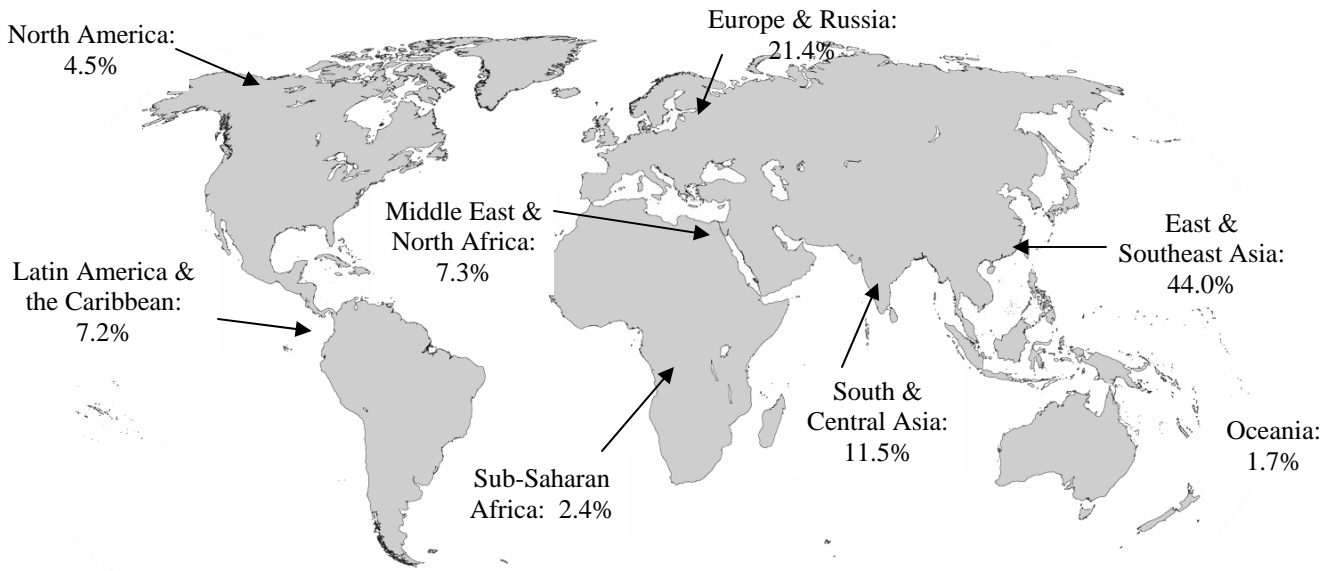 North America:
4.5%
Europe & Russia:
21.4%
Middle East &
North Africa:
7.3%
East &
Southeast Asia:
44.0%
Latin America &
the Caribbean:
7.2%
South &
Central Asia:
11.5%
Oceania:
1.7%
Sub-Saharan
Africa: 2.4%